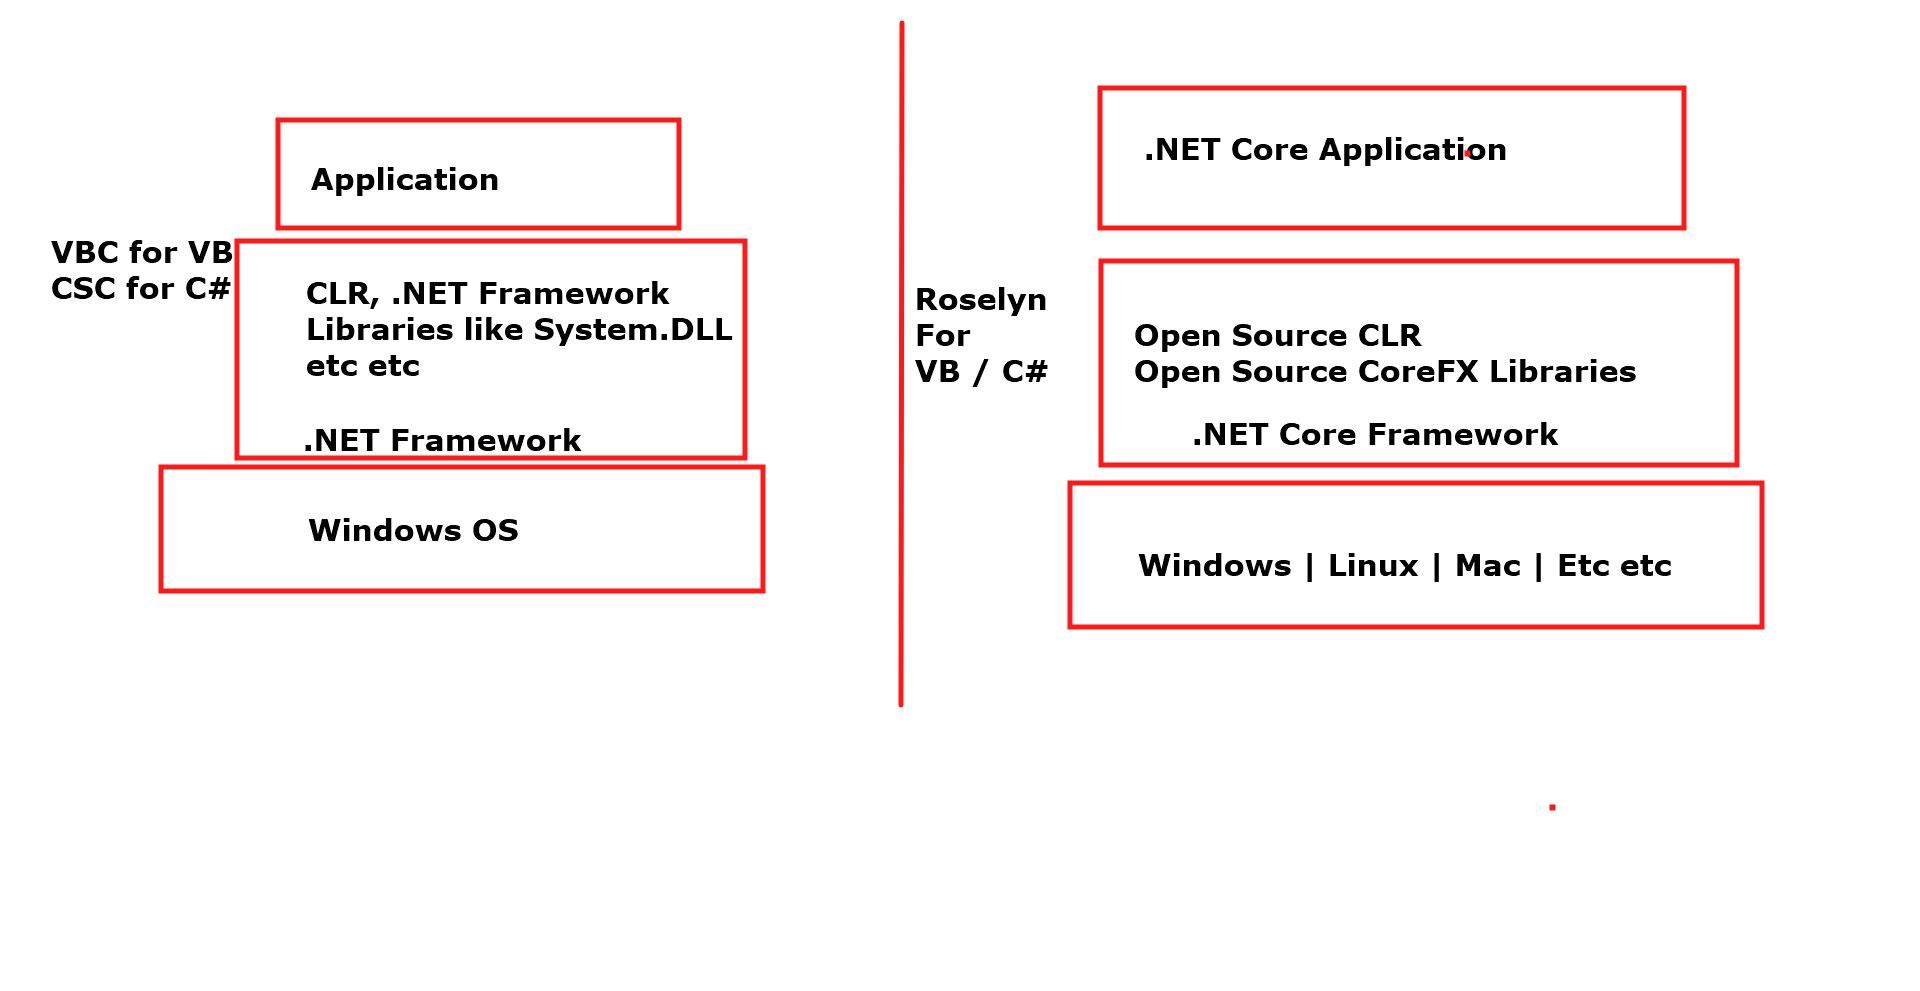 Application
VBC for VB
CSC for C#
CLR, .NET Framework
Libraries like System.DLL
etc etc
.NET Framework
Windows OS
.NET Core Application
Roselyn
For
VB / C#
Open Source CLR
Open Source CoreFX Libraries
.NET Core Framework
Windows | Linux | Mac | Etc etc